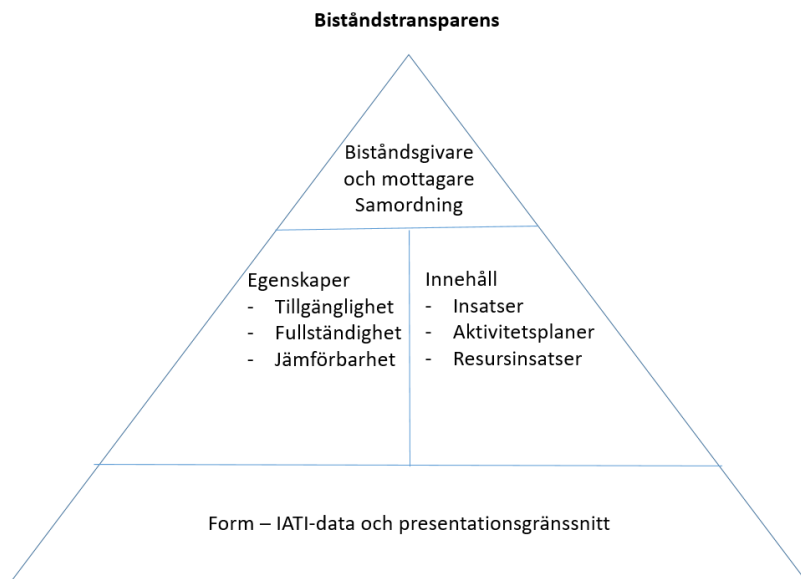 Biståndstransparens
Biståndsgivare
och mottagare
Samordning
Egenskaper
- Tillgänglighet
- Fullständighet
- Jämförbarhet
Innehåll
- Insatser
- Aktivitetsplaner
- Resursinsatser
Form – IATI-data och presentationsgränssnitt